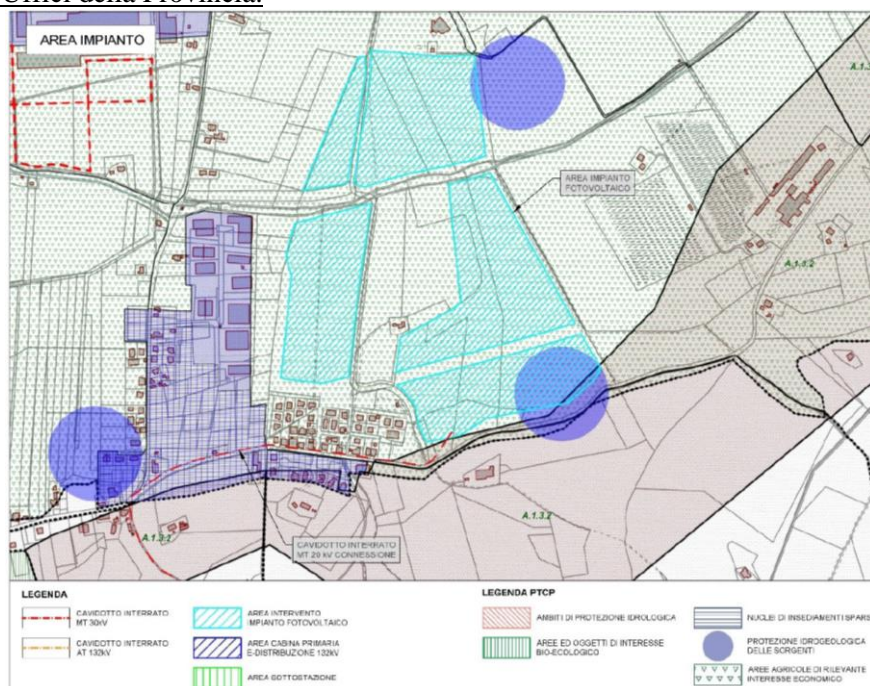 Uffici della Provincia.
AREA IMPIANTO
A.1.3.
AREA IMPIANTO
FOTOVOLTAICO
A.1.3.2
A.1.3.2
A.1.3.2
CAVIDOTTO INTERRATO
MT 20 kV CONNESSIONE
LEGENDA
CAVIDOTTO INTERRATO
MT 30kV
CAVIDOTTO INTERRATO
AT 132kV
AREA INTERVENTO
IMPIANTO FOTOVOLTAICO
AREA CABINA PRIMARIA
E-DISTRIBUZIONE 132kV
AREA SOTTOSTAZIONE
LEGENDA PTCP
AMBITI DI PROTEZIONE IDROLOGICA
AREE ED OGGETTI DI INTERESSE
BIO-ECOLOGICO
NUCLEI DI INSEDIAMENTI SPARS
PROTEZIONE IDROGEOLOGICA
DELLE SORGENTI
AREE AGRICOLE DI RILEVANTE
INTERESSE ECONOMICO